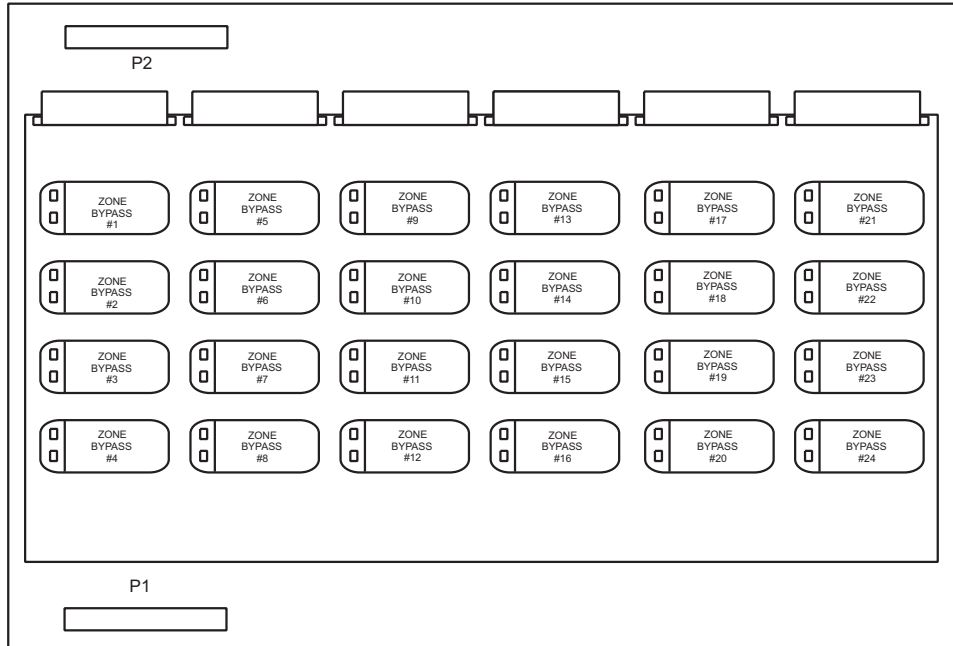 P2
ZONE
BYPASS
#1
ZONE
BYPASS
#5
ZONE
BYPASS
#9
ZONE
BYPASS
#13
ZONE
BYPASS
#17
ZONE
BYPASS
#21
ZONE
BYPASS
#2
ZONE
BYPASS
#6
ZONE
BYPASS
#10
ZONE
BYPASS
#14
ZONE
BYPASS
#18
ZONE
BYPASS
#22
ZONE
BYPASS
#3
ZONE
BYPASS
#7
ZONE
BYPASS
#11
ZONE
BYPASS
#15
ZONE
BYPASS
#19
ZONE
BYPASS
#23
ZONE
BYPASS
#4
ZONE
BYPASS
#8
ZONE
BYPASS
#12
ZONE
BYPASS
#16
ZONE
BYPASS
#20
ZONE
BYPASS
#24
P1